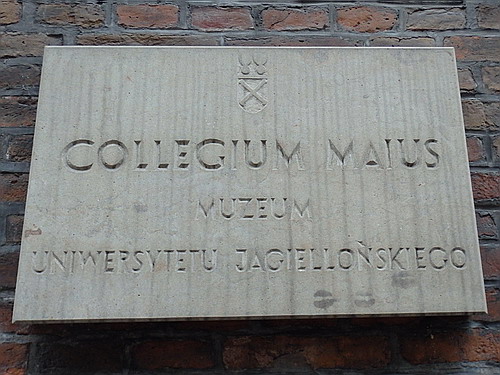 COLLEGIUM MAIUS
MUZEUM
UNIWERSYTETU JAGIELLOŃSKIEGO